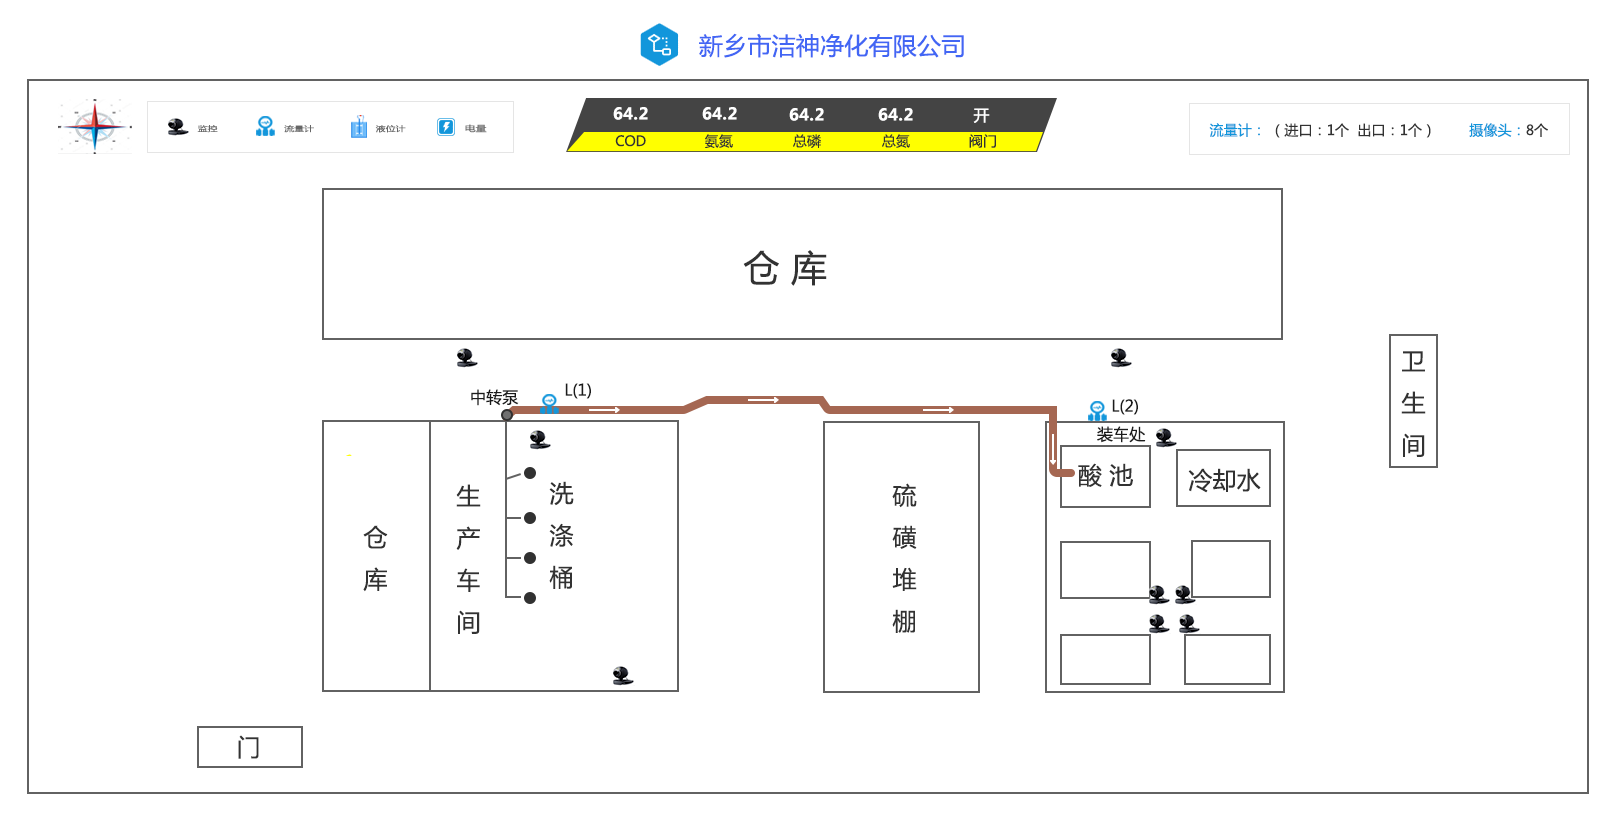 新乡市洁神净化有限公司
监控 流量计 液位计 电量
64.2 64.2 64.2 64.2 开
COD 氨氮 总磷 总氮 阀门
流量计：（进口：1个 出口：1个） 摄像头：8个
仓库
卫生间
中转泵
L(1)
L(2)
装车处
酸池
冷却水
仓库
生产车间
洗涤桶
硫磺堆棚
门